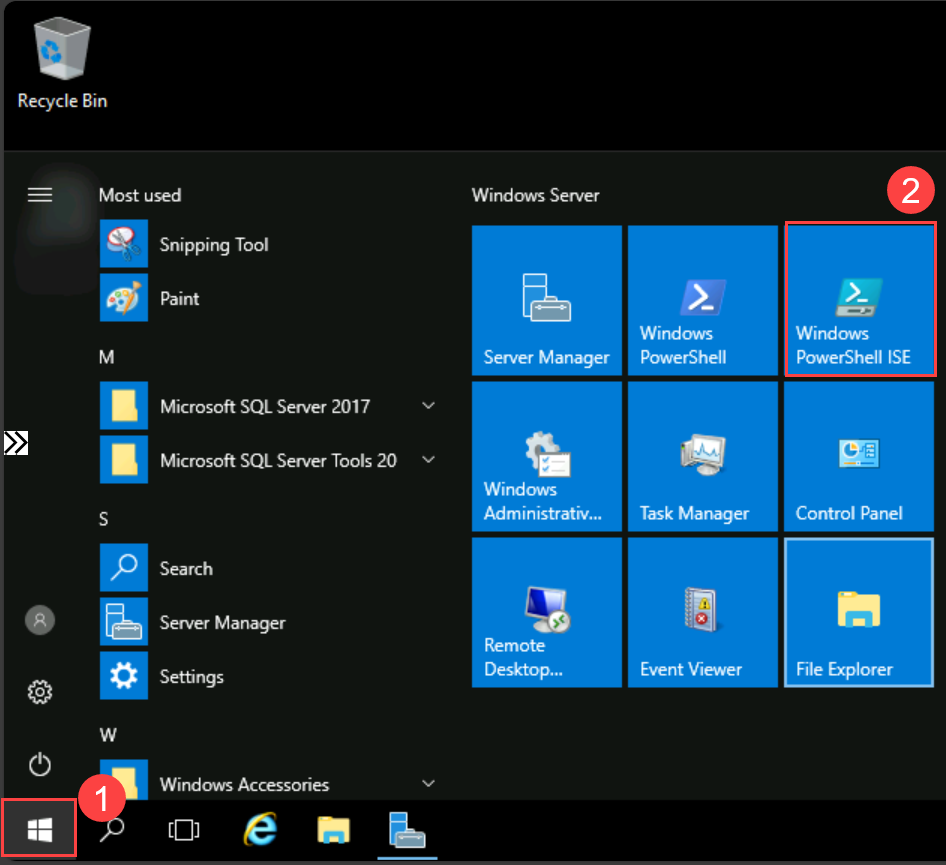 Recycle Bin
Most used
Snipping Tool
Paint
M
Microsoft SQL Server 2017
Microsoft SQL Server Tools 20
S
Search
Server Manager
Settings
W
Windows Accessories
Windows Server
2
Server Manager
Windows
PowerShell
Windows
PowerShell ISE
Windows
Administrativ...
Task Manager
Control Panel
Remote
Desktop...
Event Viewer
File Explorer
1